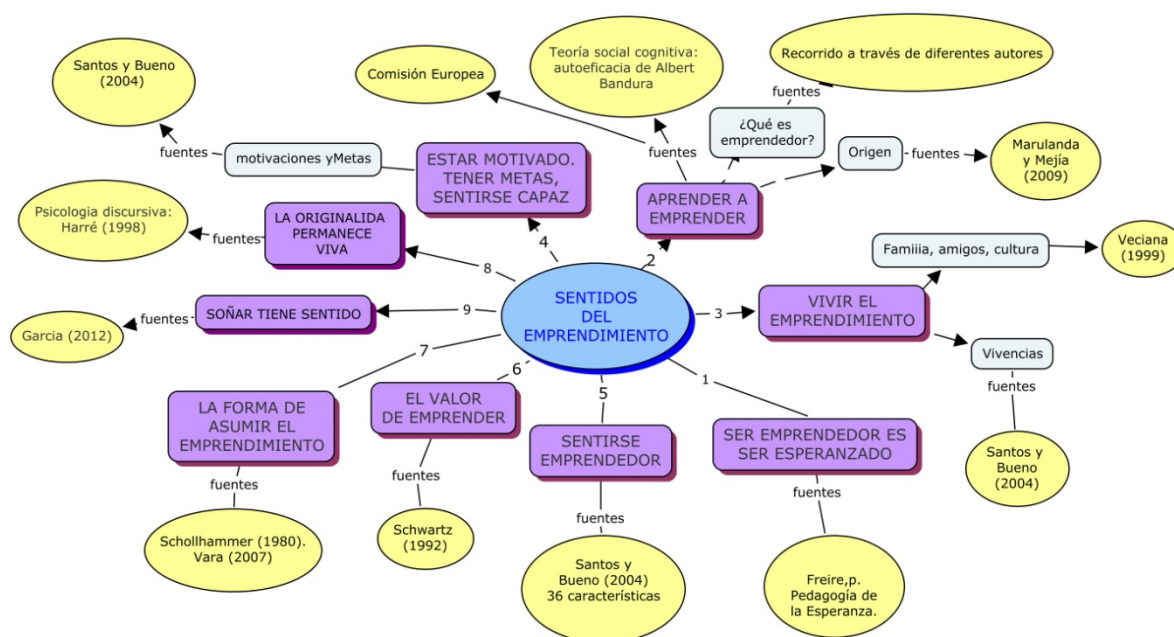 Santos y Bueno
(2004)
fuentes
motivaciones yMetas
ESTAR MOTIVADO.
TENER METAS,
SENTIRSE CAPAZ
4
Comisión Europea
Teoría social cognitiva:
autoeficacia de Albert
Bandura
fuentes
Recorrido a través de diferentes autores
fuentes
¿Qué es
emprendedor?
Origen
fuentes
Marulanda
y Mejía
(2009)
APRENDER A
EMPRENDER
2
Psicologia discursiva:
Harré (1998)
fuentes
LA ORIGINALIDA
PERMANECE
VIVA
8
Famiiia, amigos, cultura
Veciana
(1999)
SENTIDOS
DEL
EMPRENDIMIENTO
3
VIVIR EL
EMPRENDIMIENTO
Garcia (2012)
fuentes
SOÑAR TIENE SENTIDO
9
Vivencias
fuentes
Santos y
Bueno
(2004)
7
LA FORMA DE
ASUMIR EL
EMPRENDIMIENTO
fuentes
Schollhammer (1980).
Vara (2007)
6
EL VALOR
DE EMPRENDER
fuentes
Schwartz
(1992)
5
SENTIRSE
EMPRENDEDOR
fuentes
Santos y
Bueno (2004)
36 características
1
SER EMPRENDEDOR ES
SER ESPERANZADO
fuentes
Freire,p.
Pedagogía de
la Esperanza.